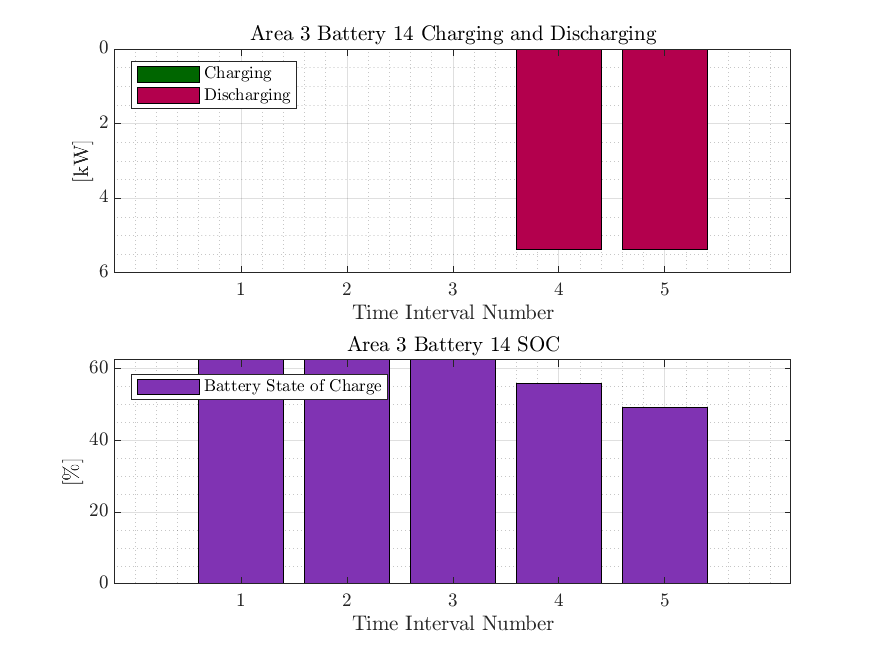 Area 3 Battery 14 Charging and Discharging
0
2
4
6
[kW]
Charging
Discharging
1 2 3 4 5
Time Interval Number
Area 3 Battery 14 SOC
60
40
20
0
[%]
Battery State of Charge
1 2 3 4 5
Time Interval Number